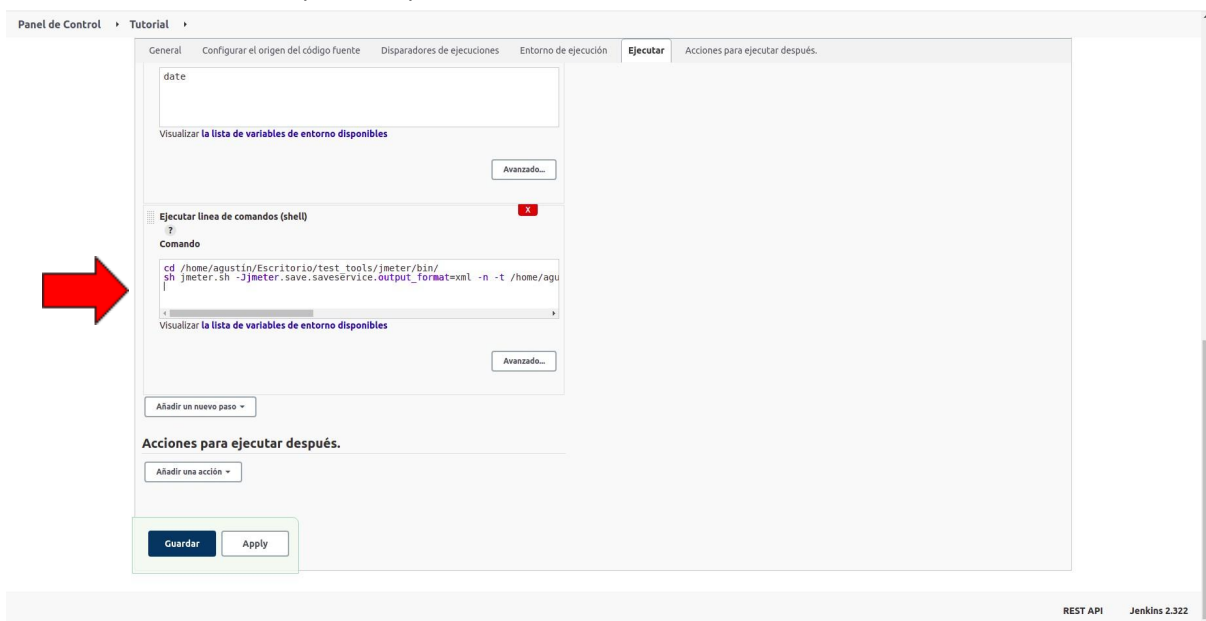 Panel de Control Tutorial
General Configurar el origen del código fuente Disparadores de ejecuciones Entorno de ejecución Ejecutar Acciones para ejecutar después.
date
Visualizar la lista de variables de entorno disponibles
Avanzado...
X
Ejecutar linea de comandos (shell)
?
Comando
cd /home/agustin/Escritorio/test_tools/jmeter/bin/
sh jmeter.sh -Jjmeter.save.saveservice.output_format=xml -n -t /home/agu
Visualizar la lista de variables de entorno disponibles
Avanzado...
Añadir un nuevo paso
Acciones para ejecutar después.
Añadir una acción
Guardar Apply
REST API Jenkins 2.322